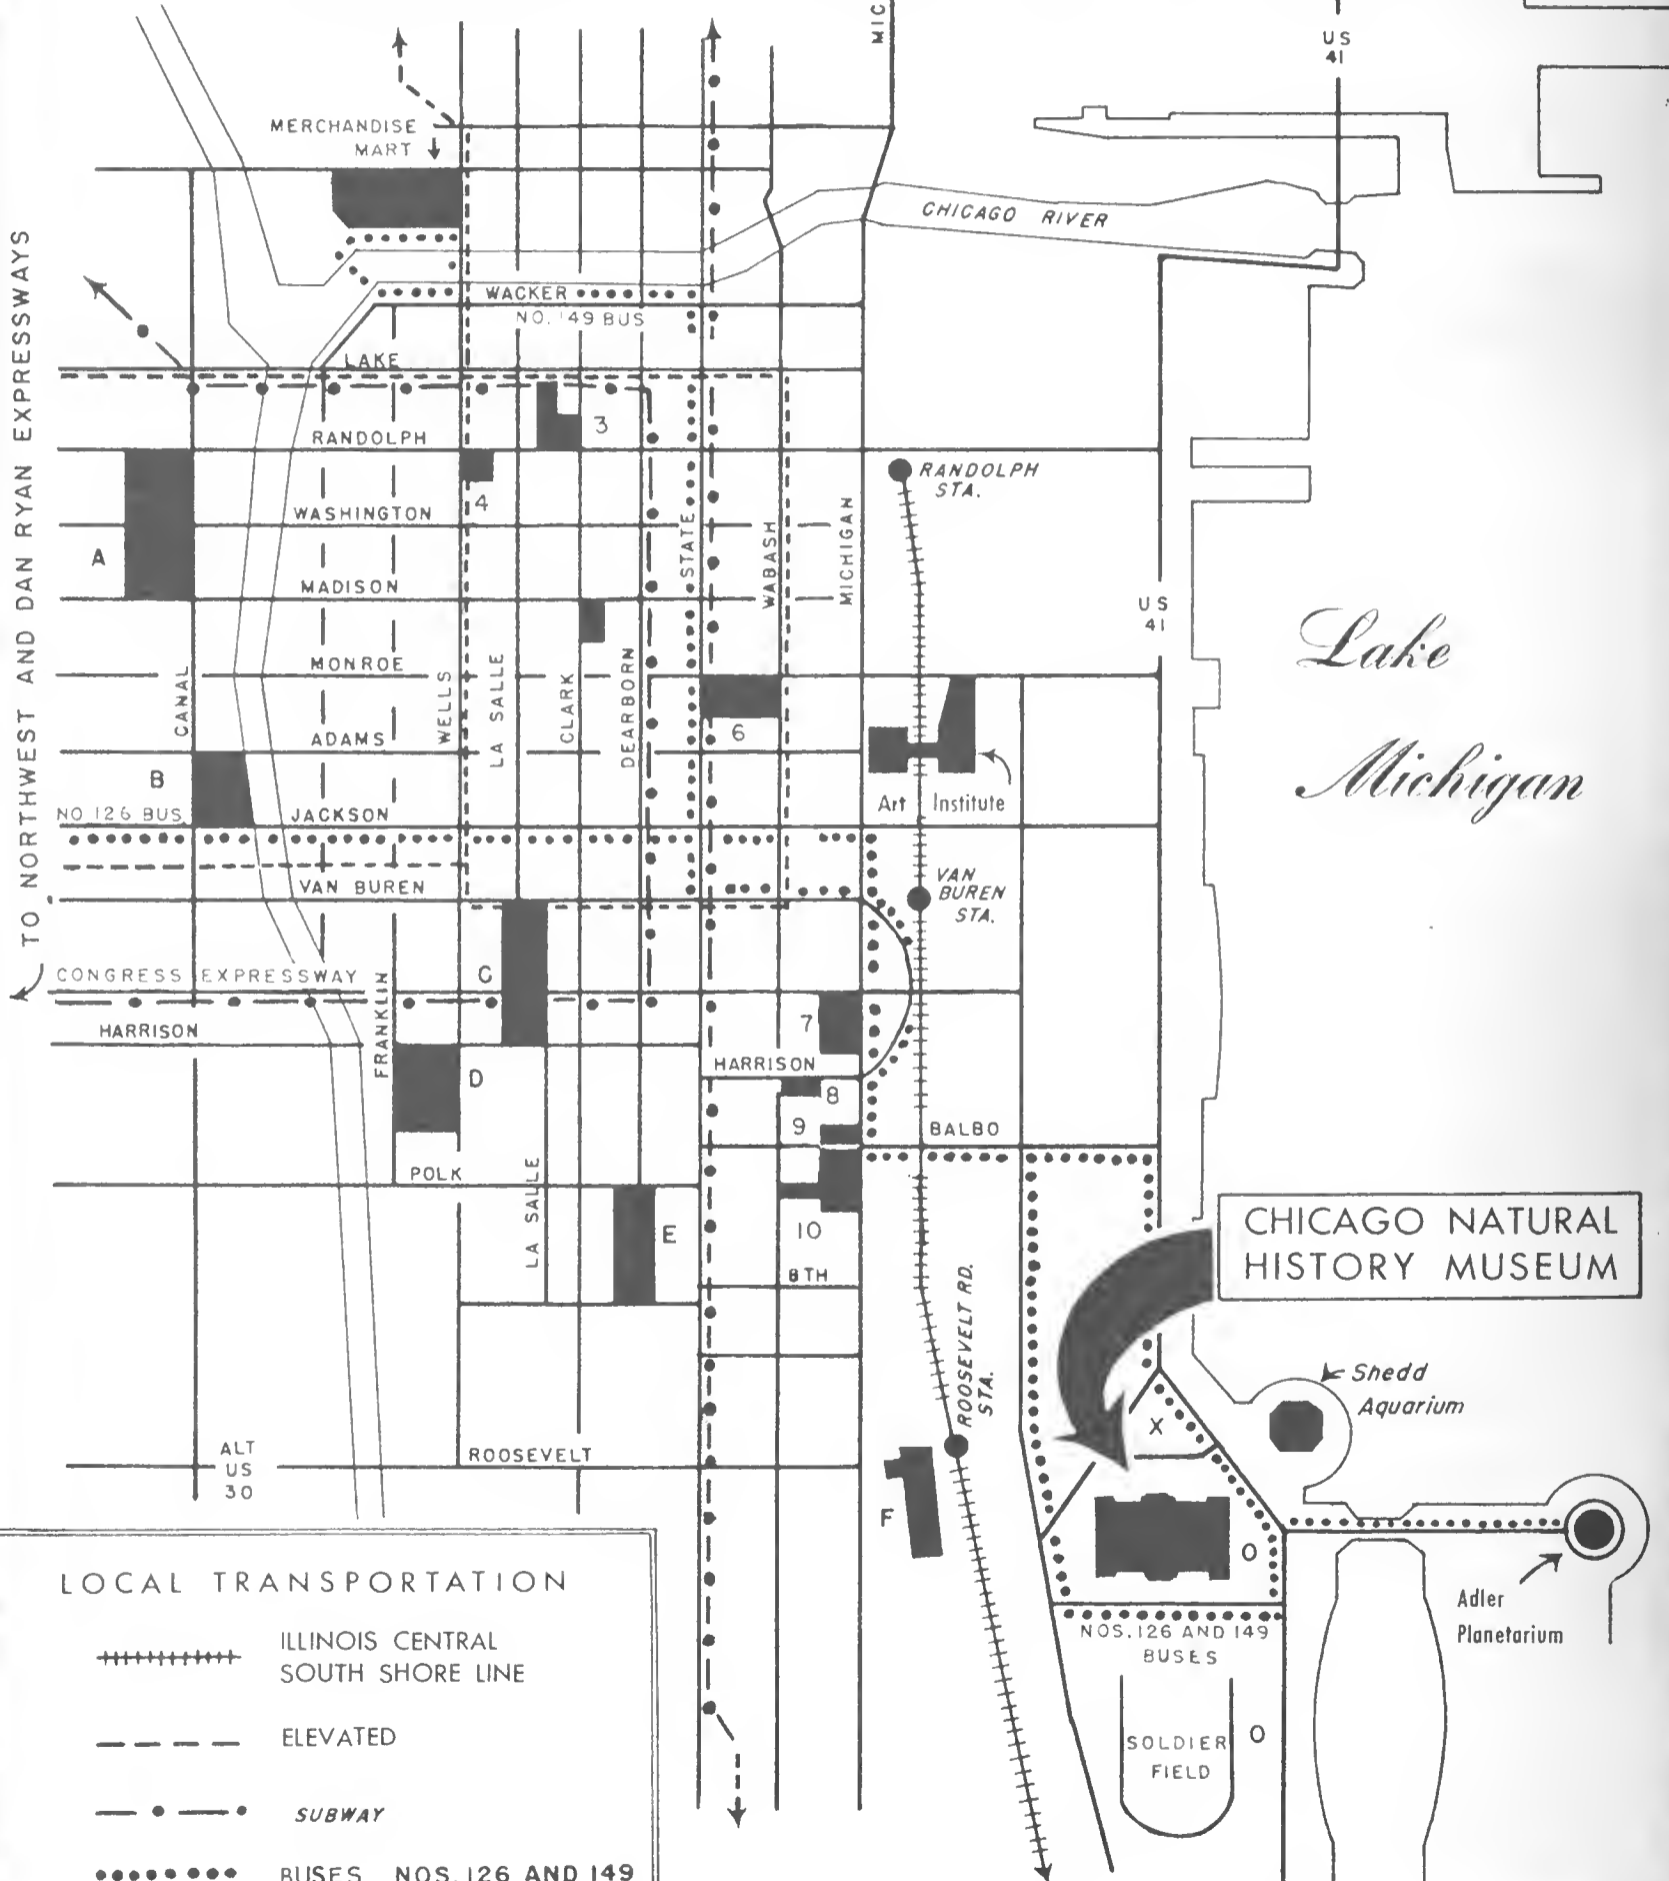 US
41
MIC
MERCHANDISE
MART
CHICAGO RIVER
WACKER
NO. 149 BUS
LAKE
3
RANDOLPH
RANDOLPH
STA.
4
WASHINGTON
A
MADISON
STATE
WABASH
MICHIGAN
US
41
Lake
Michigan
MONROE
CANAL
WELLS
LA SALLE
CLARK
DEARBORN
ADAMS
6
B
Art Institute
NO 126 BUS
JACKSON
VAN BUREN
VAN
BUREN
STA.
TO NORTHWEST AND DAN RYAN EXPRESSWAYS
CONGRESS EXPRESSWAY
C
7
HARRISON
FRANKLIN
HARRISON
D
8
9
BALBO
POLK
LA SALLE
E
10
8TH
CHICAGO NATURAL
HISTORY MUSEUM
ROOSEVELT RD.
STA.
Shedd
Aquarium
X
ALT
US
30
ROOSEVELT
F
O
Adler
Planetarium
NOS. 126 AND 149
BUSES
SOLDIER
FIELD
O
LOCAL TRANSPORTATION
ILLINOIS CENTRAL
SOUTH SHORE LINE
ELEVATED
SUBWAY
BUSES NOS. 126 AND 149